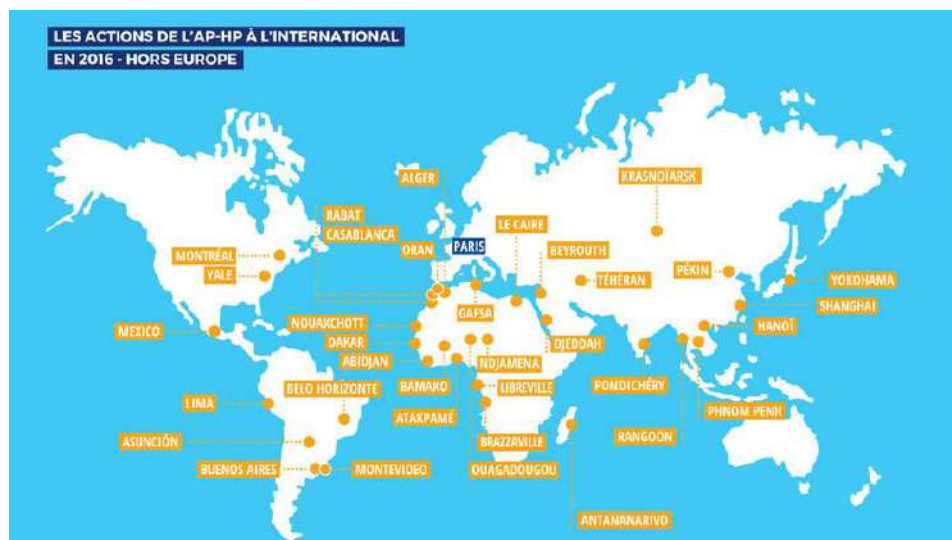 LES ACTIONS DE L'AP-HP À L'INTERNATIONAL
EN 2016 - HORS EUROPE
ALGER
KRASNOÏARSK
RABAT
CASABLANCA
LE CAIRE
ORAN
PARIS
BEYROUTH
MONTRÉAL
YALE
TÉHÉRAN
PÉKIN
YOKOHAMA
SHANGHAI
GAFSA
NOUAKCHOTT
HANOÏ
MEXICO
DAKAR
DJEDDAH
ABIDJAN
NDJAMENA
BELO HORIZONTE
BAMAKO
LIBREVILLE
PONDICHÉRY
PHNOM PENH
LIMA
ATAKPAMÉ
RANGOON
ASUNCIÓN
BRAZZAVILLE
BUENOS AIRES
MONTEVIDEO
OUAGADOUGOU
ANTANANARIVO